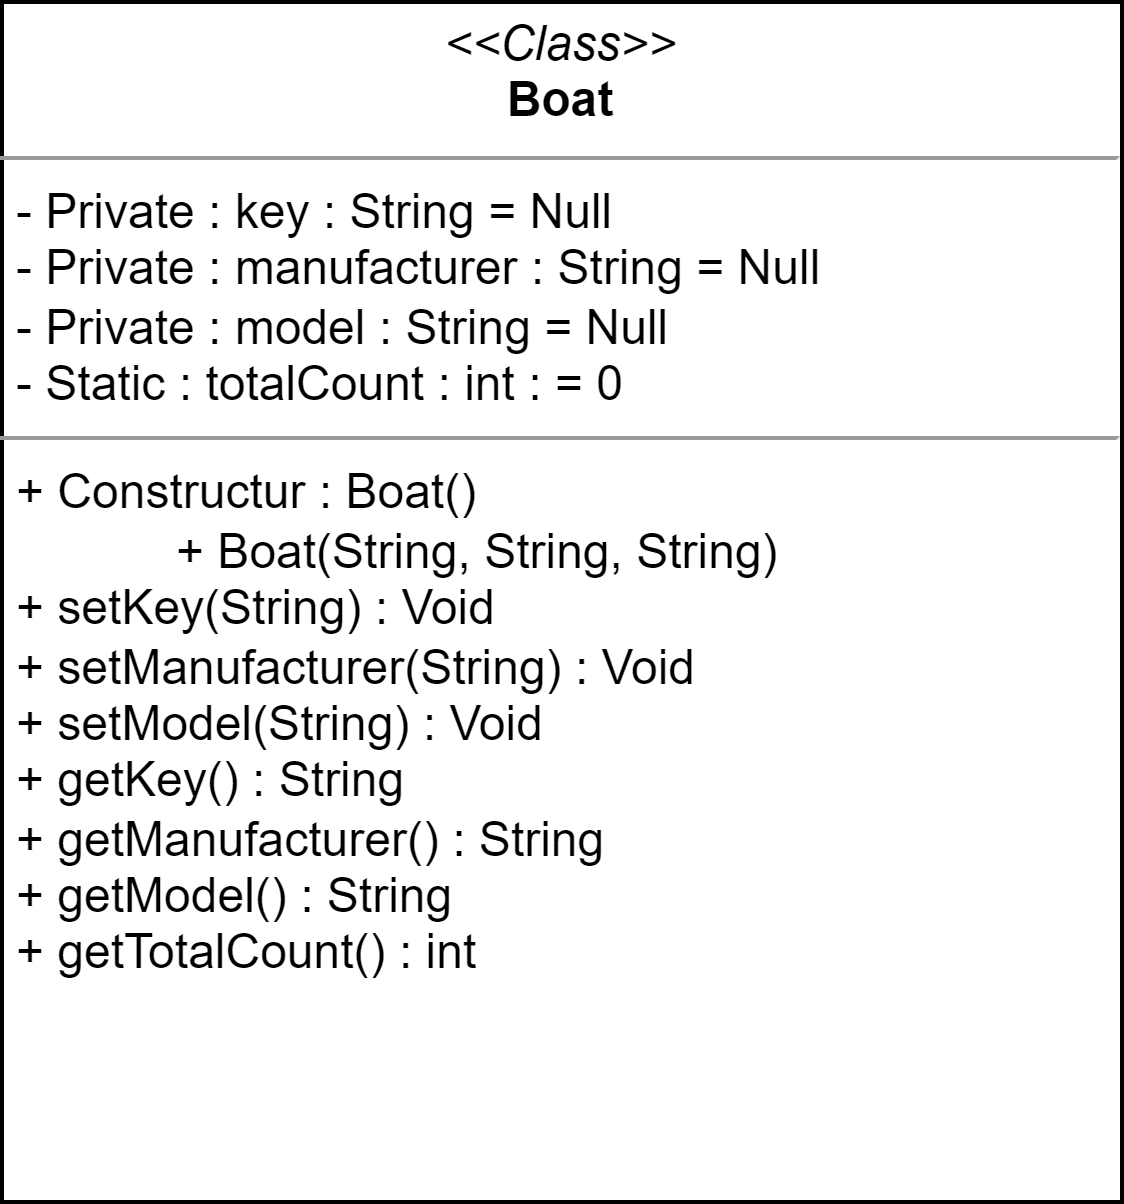 <<Class>>
Boat
- Private : key : String = Null
- Private : manufacturer : String = Null
- Private : model : String = Null
- Static : totalCount : int : = 0
+ Constructur : Boat()
+ Boat(String, String, String)
+ setKey(String) : Void
+ setManufacturer(String) : Void
+ setModel(String) : Void
+ getKey() : String
+ getManufacturer() : String
+ getModel() : String
+ getTotalCount() : int